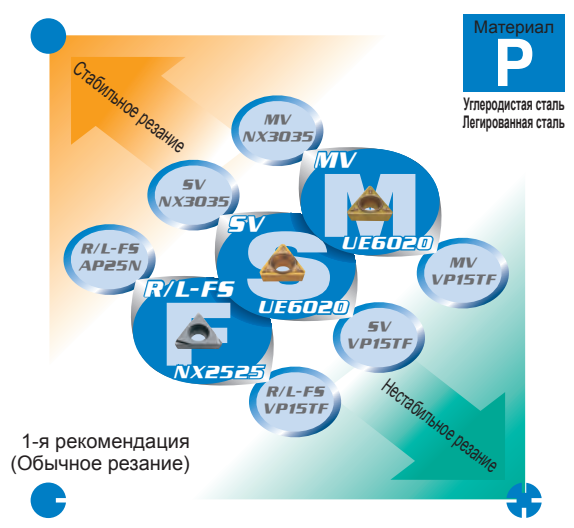 Материал
P
Углеродистая сталь
Легированная сталь
Стабильное резание
MV
NX3035
MV
M
UE6020
SV
NX3035
SV
S
UE6020
R/L-FS
AP25N
R/L-FS
F
NX2525
MV
VP15TF
SV
VP15TF
R/L-FS
VP15TF
Нестабильное резание
1-я рекомендация
(Обычное резание)